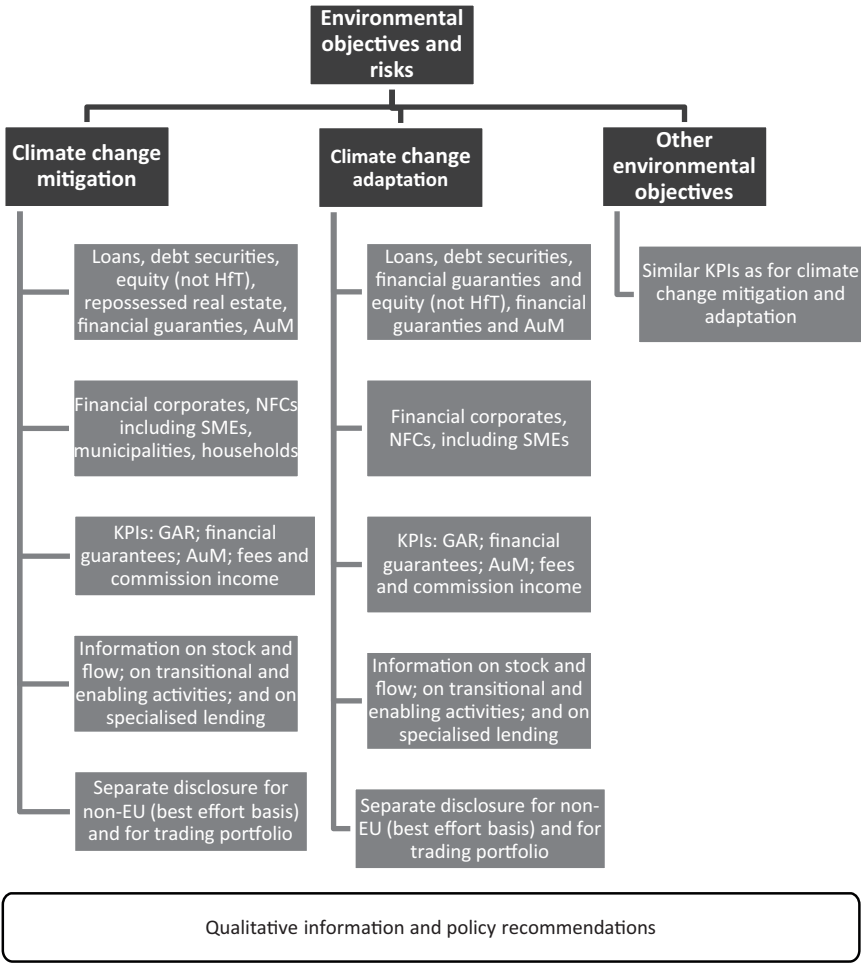 Environmental
objectives and
risks
Climate change
mitigation
Loans, debt securities,
equity (not HfT),
repossessed real estate,
financial guaranties, AuM
Financial corporates, NFCs
including SMEs,
municipalities, households
KPIs: GAR; financial
guarantees; AuM; fees and
commission income
Information on stock and
flow; on transitional and
enabling activities; and on
specialised lending
Separate disclosure for
non-EU (best effort basis)
and for trading portfolio
Climate change
adaptation
Loans, debt securities,
financial guaranties and
equity (not HfT), financial
guaranties and AuM
Financial corporates,
NFCs, including SMEs
KPIs: GAR; financial
guarantees; AuM; fees
and commission income
Information on stock and
flow; on transitional and
enabling activities; and on
specialised lending
Separate disclosure for non-
EU (best effort basis) and for
trading portfolio
Other
environmental
objectives
Similar KPIs as for climate
change mitigation and
adaptation
Qualitative information and policy recommendations